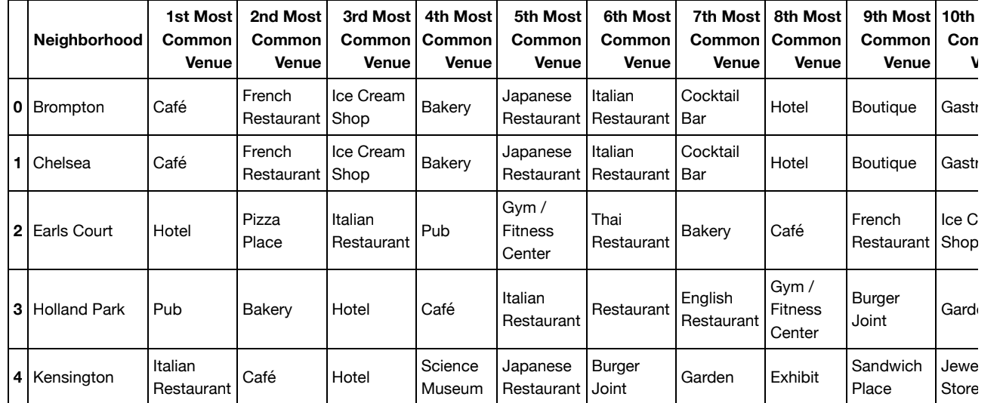 Neighborhood 1st Most Common Venue 2nd Most Common Venue 3rd Most Common Venue 4th Most Common Venue 5th Most Common Venue 6th Most Common Venue 7th Most Common Venue 8th Most Common Venue 9th Most Common Venue 10th
0 Brompton Café French Restaurant Ice Cream Shop Bakery Japanese Restaurant Italian Restaurant Cocktail Bar Hotel Boutique Gastr
1 Chelsea Café French Restaurant Ice Cream Shop Bakery Japanese Restaurant Italian Restaurant Cocktail Bar Hotel Boutique Gastr
2 Earls Court Hotel Pizza Place Italian Restaurant Pub Gym / Fitness Center Thai Restaurant Bakery Café French Restaurant Ice C Shop
3 Holland Park Pub Bakery Hotel Café Italian Restaurant Restaurant English Restaurant Gym / Fitness Center Burger Joint Gard
4 Kensington Italian Restaurant Café Hotel Science Museum Japanese Restaurant Burger Joint Garden Exhibit Sandwich Place Jewe Store